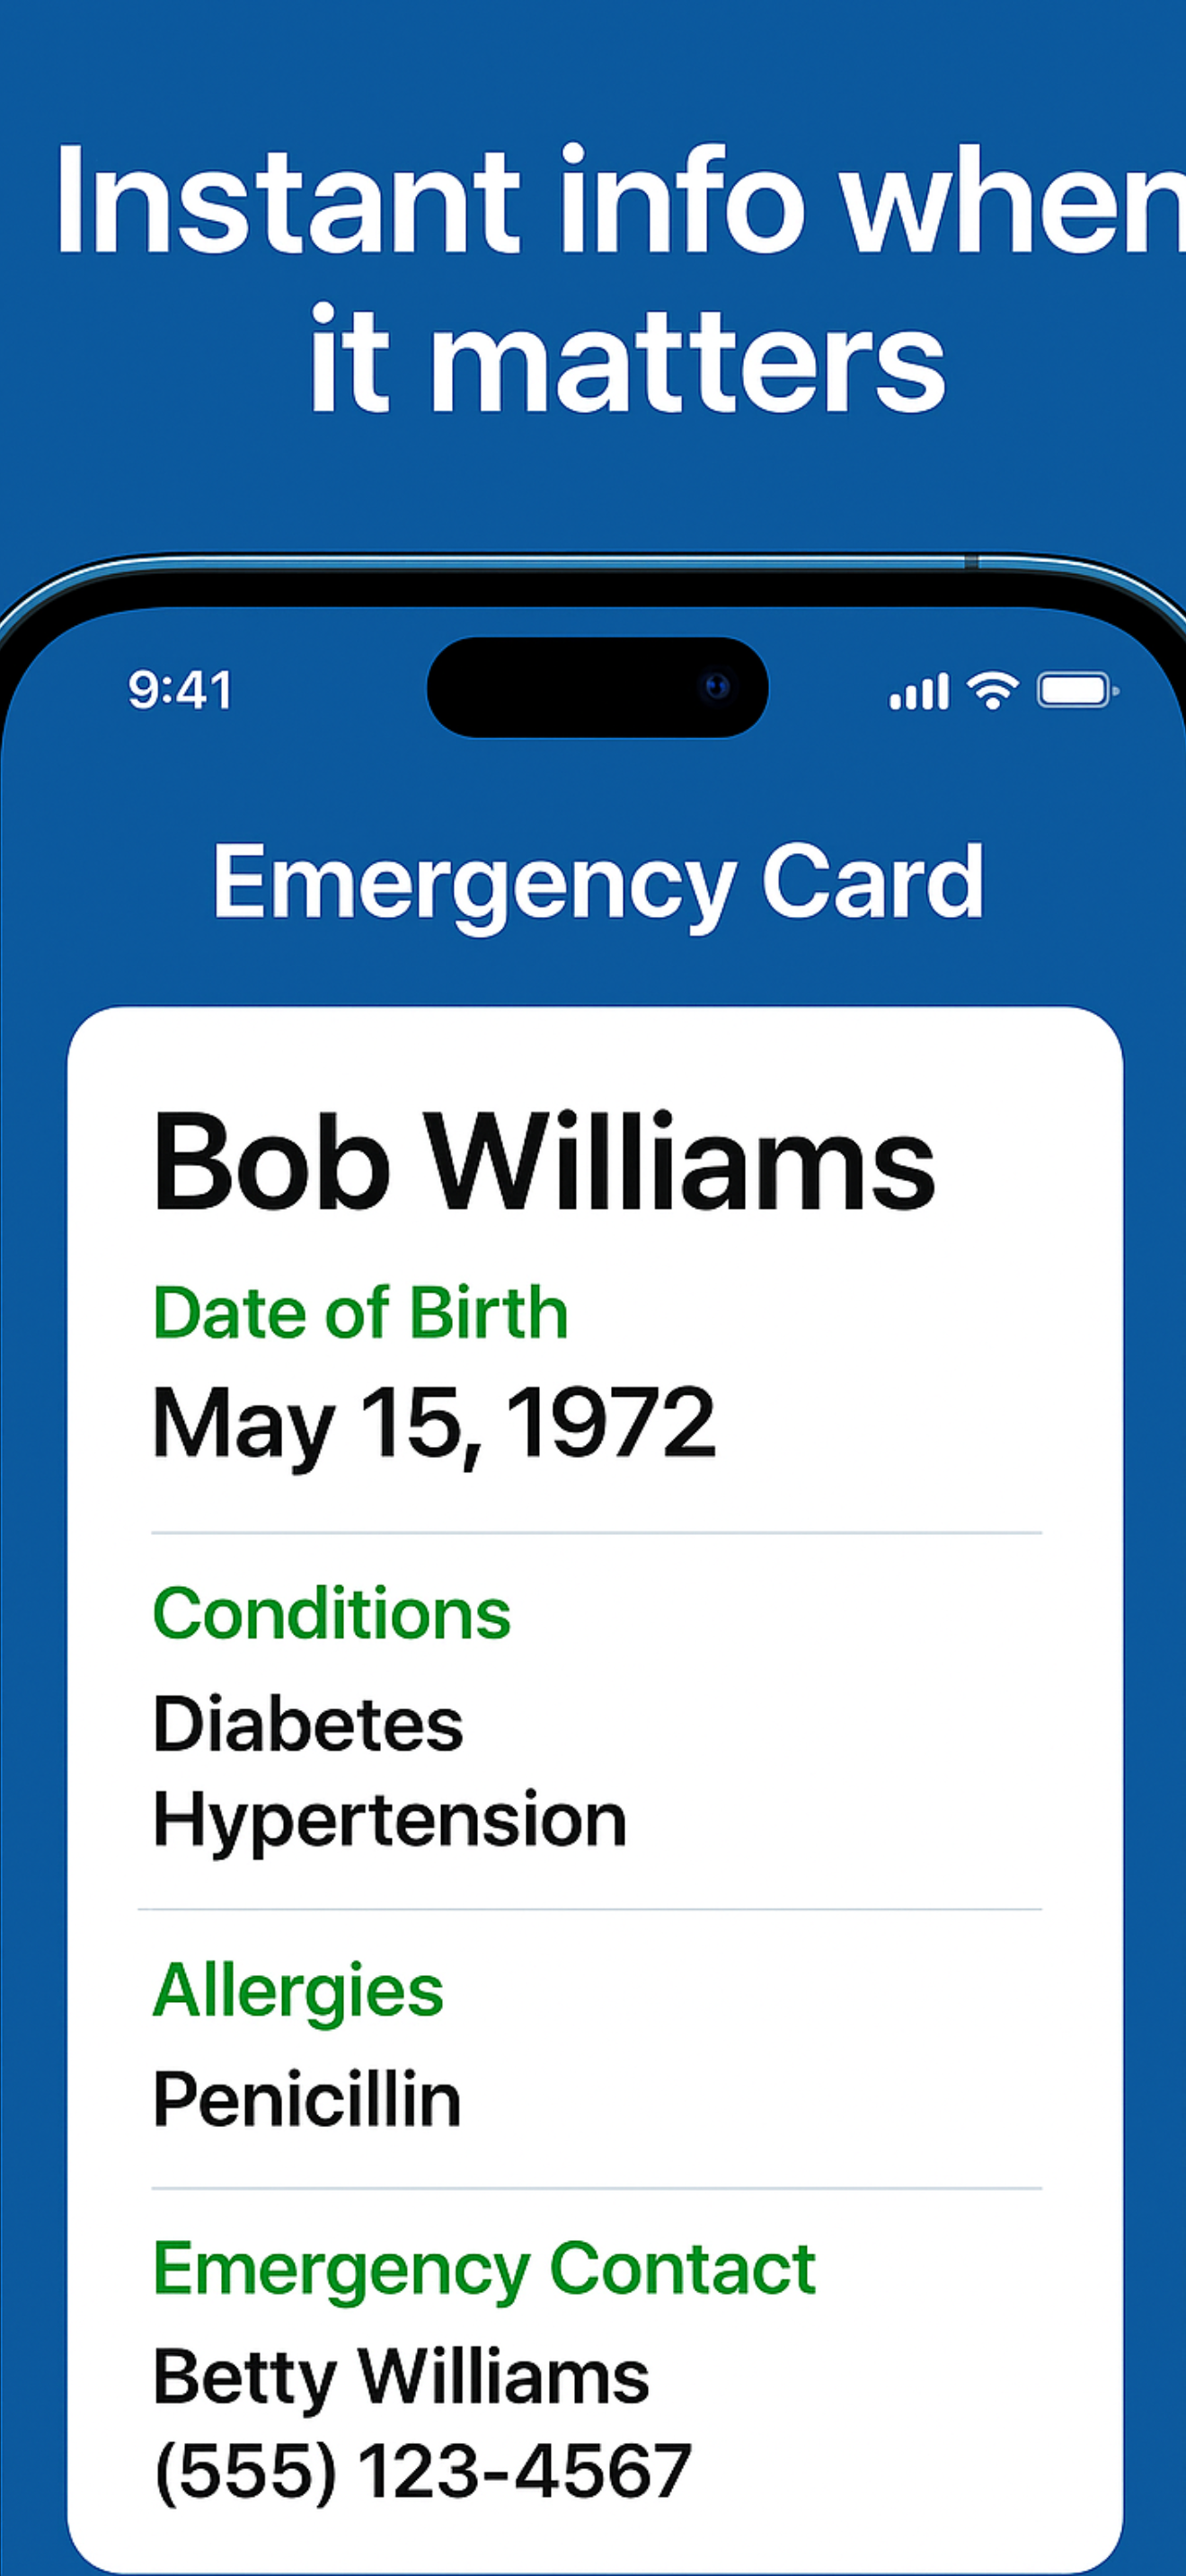 Instant info when
it matters
9:41
Emergency Card
Bob Williams
Date of Birth
May 15, 1972
Conditions
Diabetes
Hypertension
Allergies
Penicillin
Emergency Contact
Betty Williams
(555) 123-4567